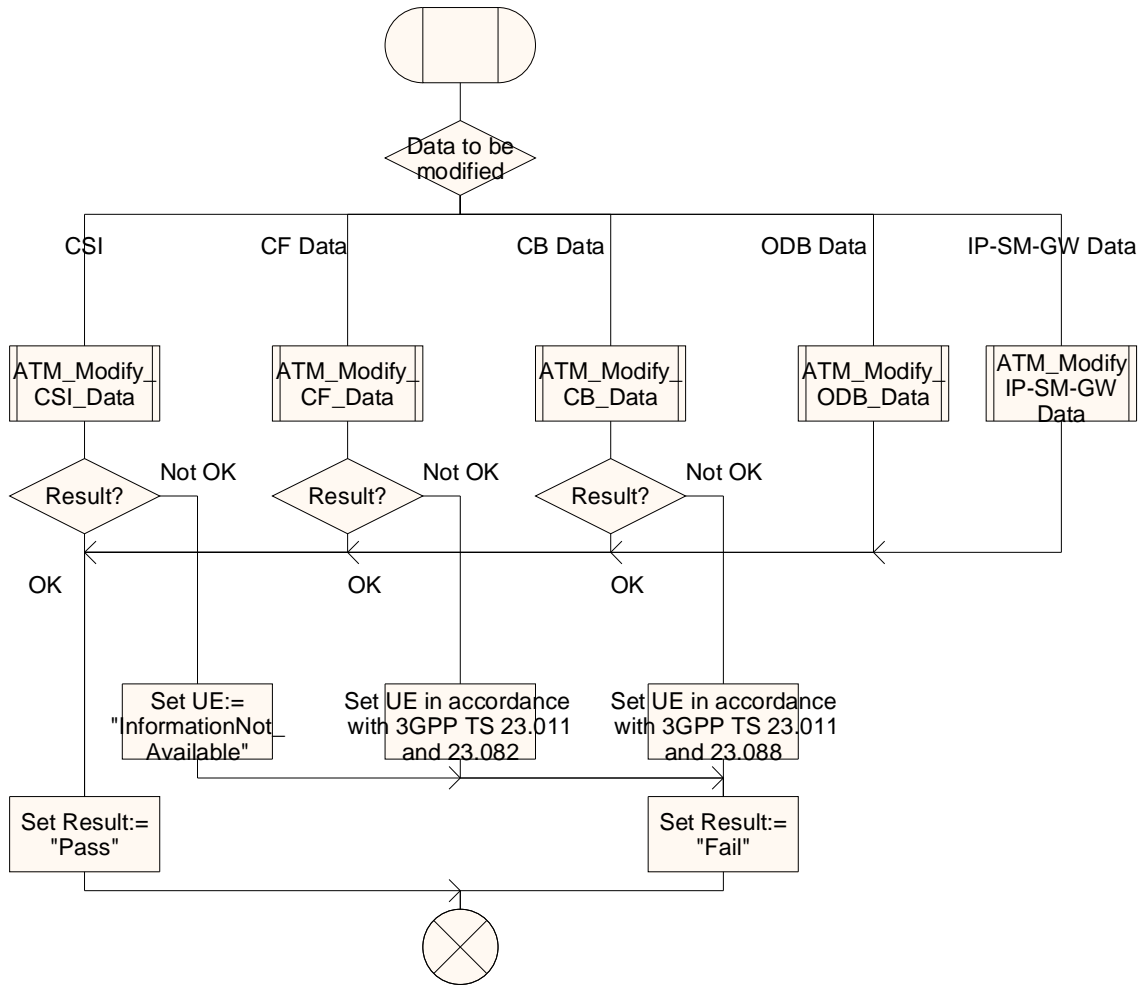 Data to be
modified
CSI
CF Data
CB Data
ODB Data
IP-SM-GW Data
ATM_Modify_
CSI_Data
ATM_Modify_
CF_Data
ATM_Modify_
CB_Data
ATM_Modify_
ODB_Data
ATM_Modify
IP-SM-GW
Data
Result?
Not OK
Result?
Not OK
Result?
Not OK
OK
OK
OK
Set UE:=
"InformationNot_
Available"
Set UE in accordance
with 3GPP TS 23.011
and 23.082
Set UE in accordance
with 3GPP TS 23.011
and 23.088
Set Result:=
"Pass"
Set Result:=
"Fail"